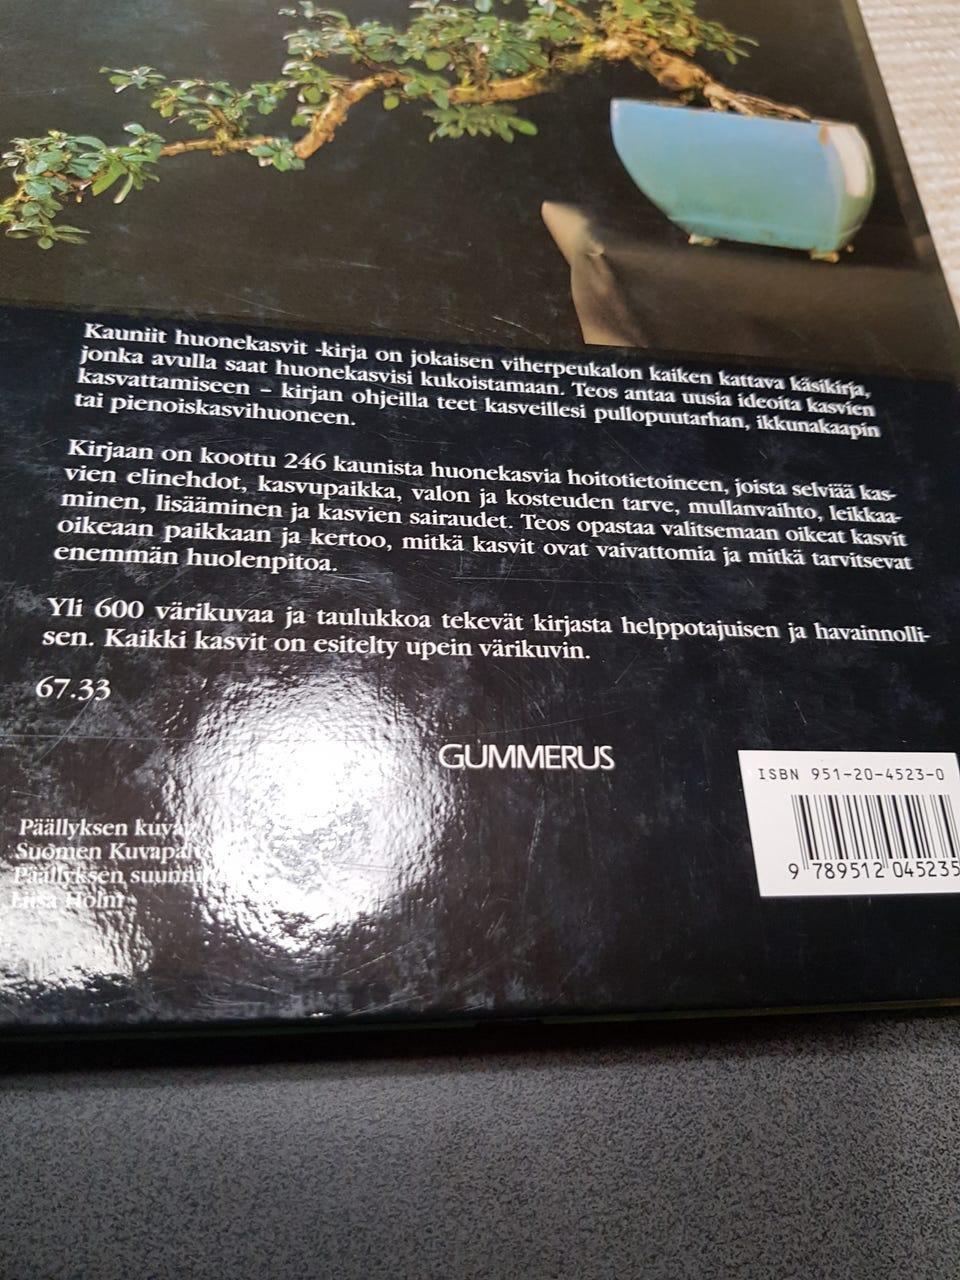 Kauniit huonekasvit -kirja on jokaisen viherpeukalon kaiken kattava käsikirja,
jonka avulla saat huonekasvisi kukoistamaan. Teos antaa uusia ideoita kasvien
kasvattamiseen – kirjan ohjeilla teet kasveillesi pullopuutarhan, ikkunakaapin
tai pienoiskasvihuoneen.
Kirjaan on koottu 246 kaunista huonekasvia hoitotietoineen, joista selviää kas-
vien elinehdot, kasvupaikka, valon ja kosteuden tarve, mullanvaihto, leikkaa-
minen, lisääminen ja kasvien sairaudet. Teos opastaa valitsemaan oikeat kasvit
oikeaan paikkaan ja kertoo, mitkä kasvit ovat vaivattomia ja mitkä tarvitsevat
enemmän huolenpitoa.
Yli 600 värikuvaa ja taulukkoa tekevät kirjasta helppotajuisen ja havainnolli-
sen. Kaikki kasvit on esitelty upein värikuvin.
67.33
GUMMERUS
ISBN 951-20-4523-0
9 789512 045235
Päällyksen
Suomen
Päällyksen
Liisa Holm